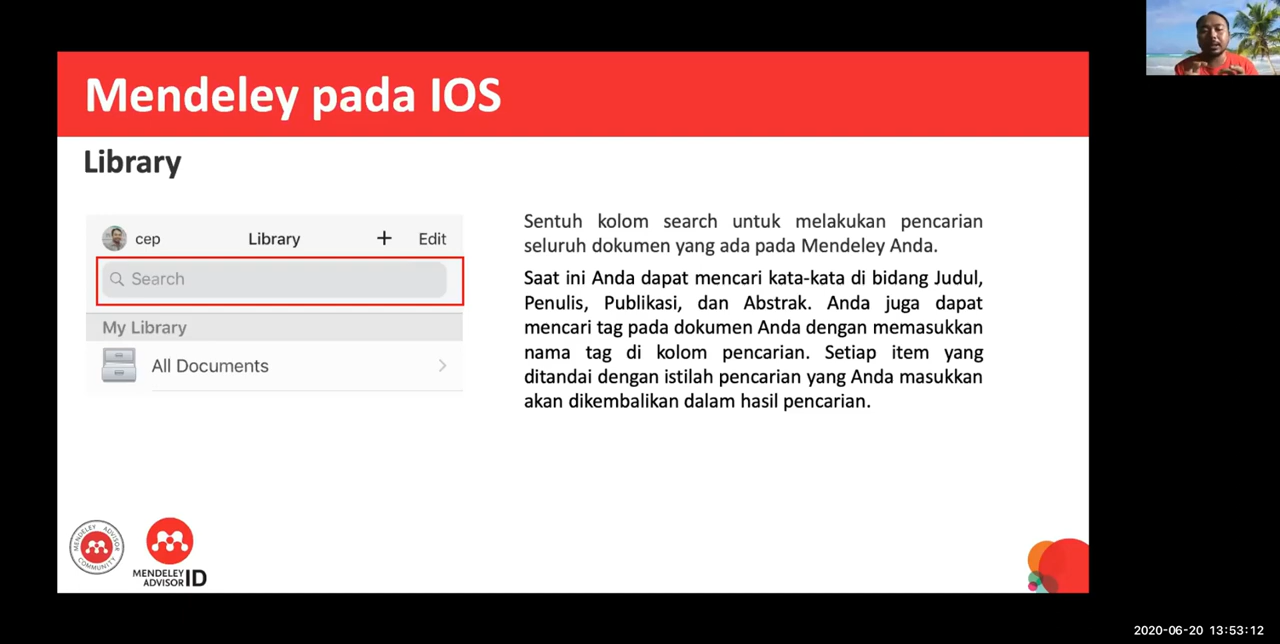 Mendeley pada IOS
Library
cep Library + Edit
Search
My Library
All Documents
Sentuh kolom search untuk melakukan pencarian
seluruh dokumen yang ada pada Mendeley Anda.
Saat ini Anda dapat mencari kata-kata di bidang Judul,
Penulis, Publikasi, dan Abstrak. Anda juga dapat
mencari tag pada dokumen Anda dengan memasukkan
nama tag di kolom pencarian. Setiap item yang
ditandai dengan istilah pencarian yang Anda masukkan
akan dikembalikan dalam hasil pencarian.
MENDELEY ADVISOR
COMMUNITY
MENDELEY
ADVISOR ID
2020-06-20 13:53:12